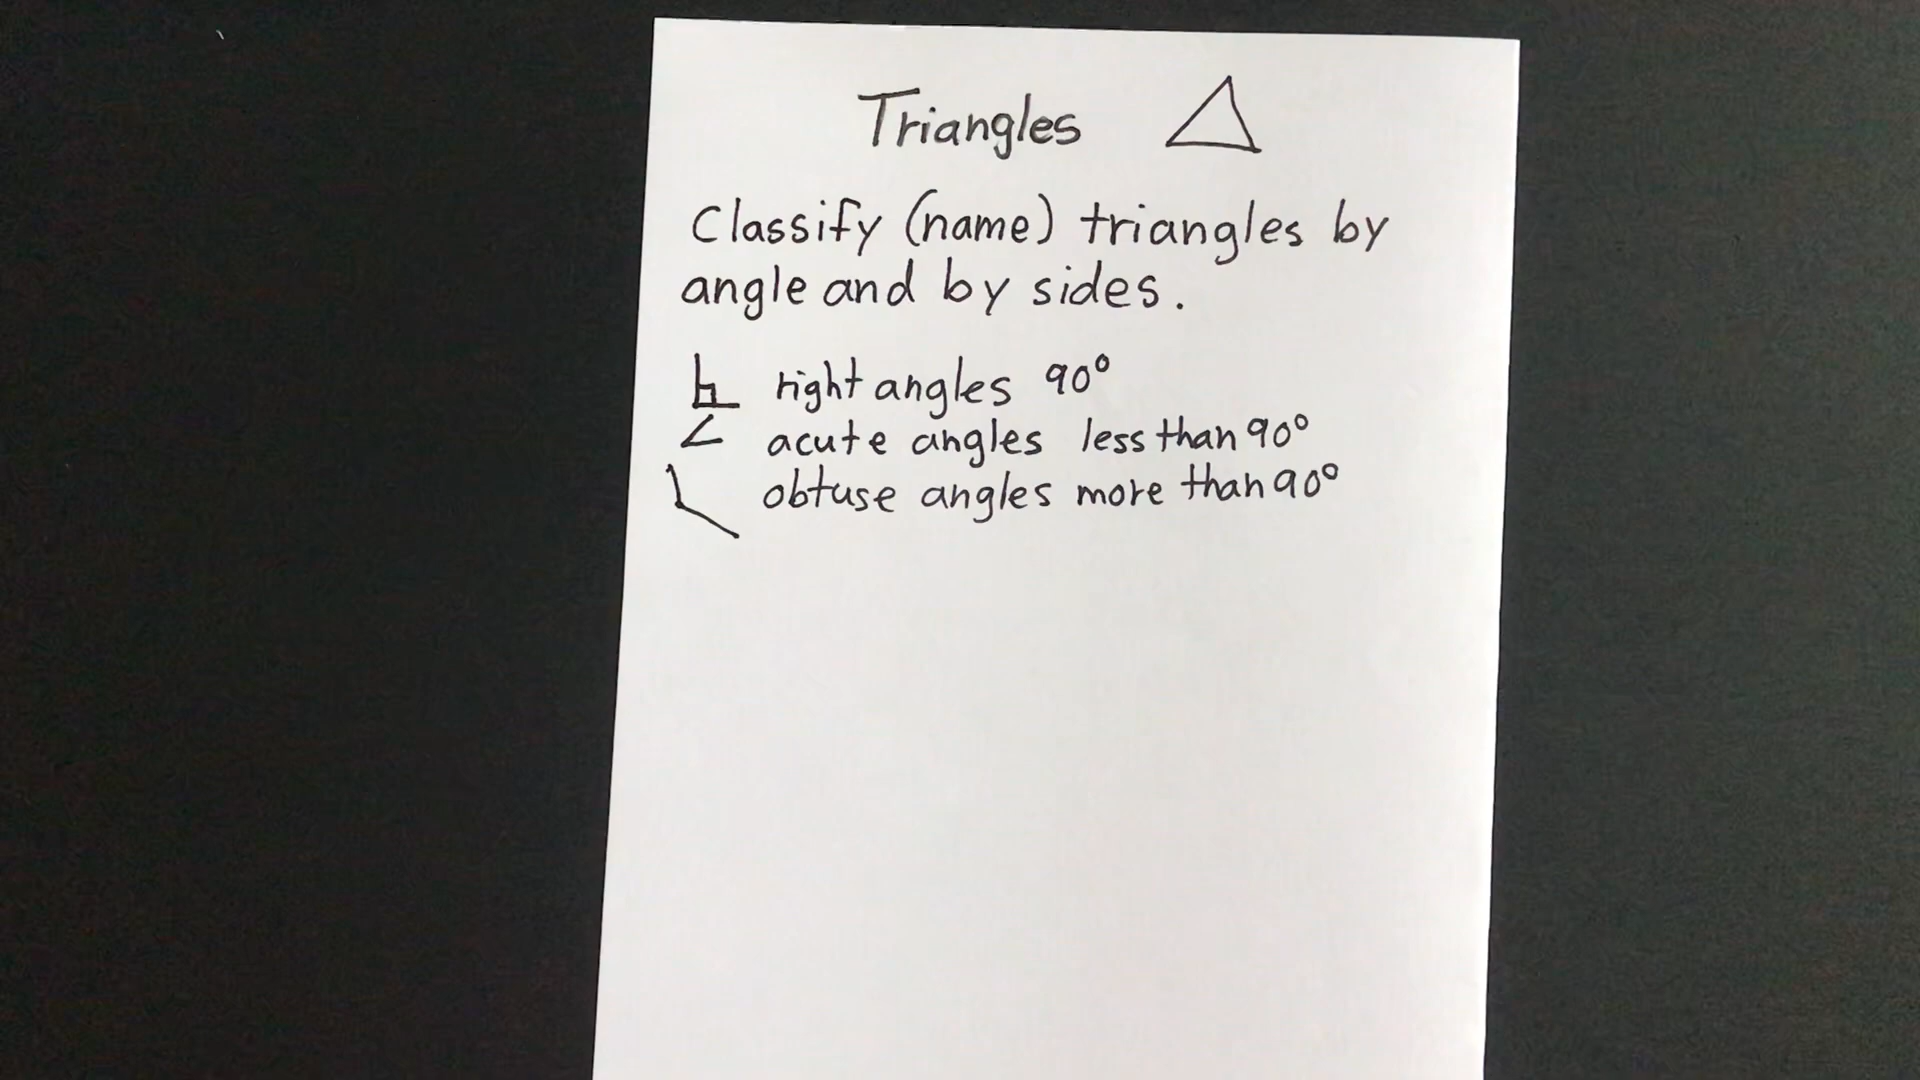 Triangles
Classify (name) triangles by
angle and by sides.
right angles 90°
acute angles less than 90°
obtuse angles more than 90°